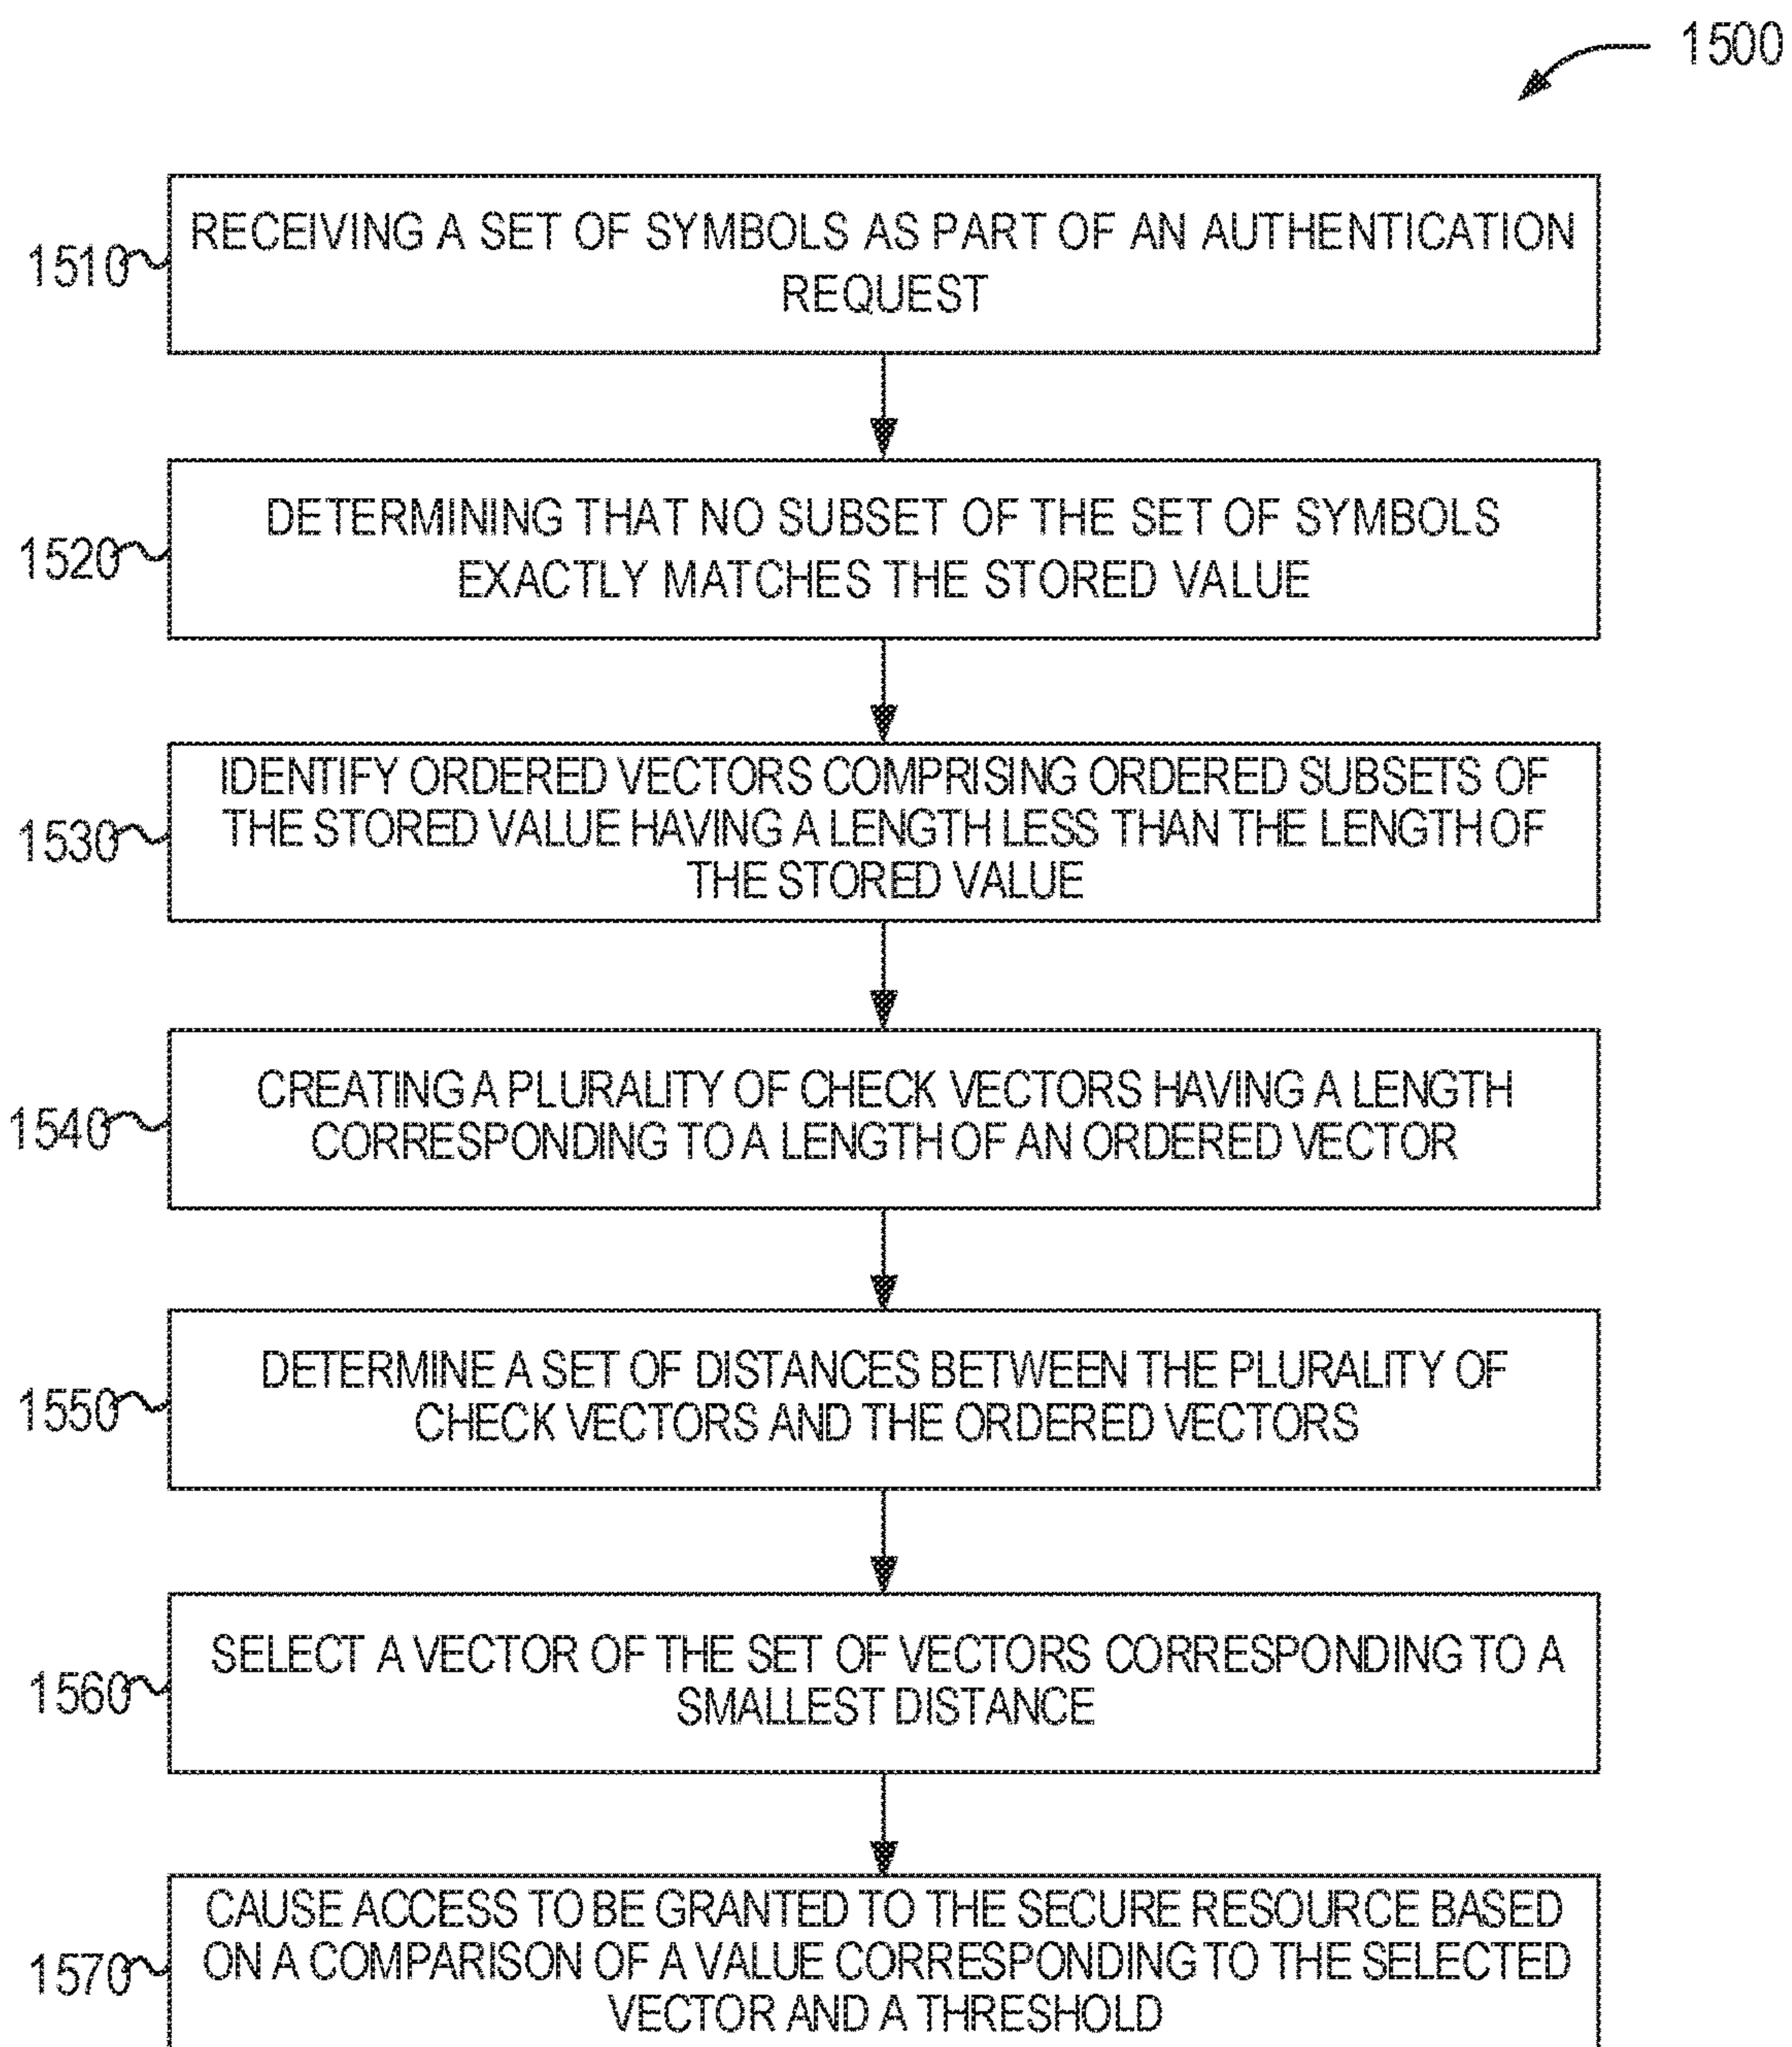 1500
1510
RECEIVING A SET OF SYMBOLS AS PART OF AN AUTHENTICATION
REQUEST
1520
DETERMINING THAT NO SUBSET OF THE SET OF SYMBOLS
EXACTLY MATCHES THE STORED VALUE
1530
IDENTIFY ORDERED VECTORS COMPRISING ORDERED SUBSETS OF
THE STORED VALUE HAVING A LENGTH LESS THAN THE LENGTH OF
THE STORED VALUE
1540
CREATING A PLURALITY OF CHECK VECTORS HAVING A LENGTH
CORRESPONDING TO A LENGTH OF AN ORDERED VECTOR
1550
DETERMINE A SET OF DISTANCES BETWEEN THE PLURALITY OF
CHECK VECTORS AND THE ORDERED VECTORS
1560
SELECT A VECTOR OF THE SET OF VECTORS CORRESPONDING TO A
SMALLEST DISTANCE
1570
CAUSE ACCESS TO BE GRANTED TO THE SECURE RESOURCE BASED
ON A COMPARISON OF A VALUE CORRESPONDING TO THE SELECTED
VECTOR AND A THRESHOLD